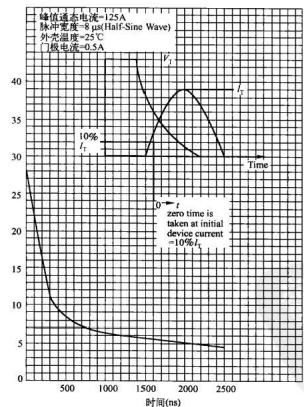 峰值通态电流=125A
脉冲宽度=8 μs(Half-Sine Wave)
外壳温度=25℃
门极电流=0.5A
V_T
I_T
10%
I_T
Time
0 t
zero time is
taken at initial
device current
=10%I_T
40
35
30
25
20
15
10
5
0
500 1000 1500 2000 2500
时间(ns)